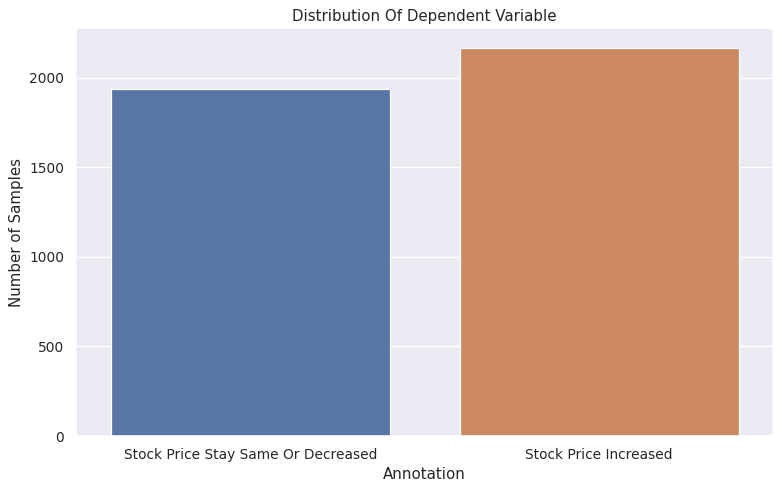 Distribution Of Dependent Variable
Number of Samples
2000
1500
1000
500
0
Stock Price Stay Same Or Decreased
Stock Price Increased
Annotation